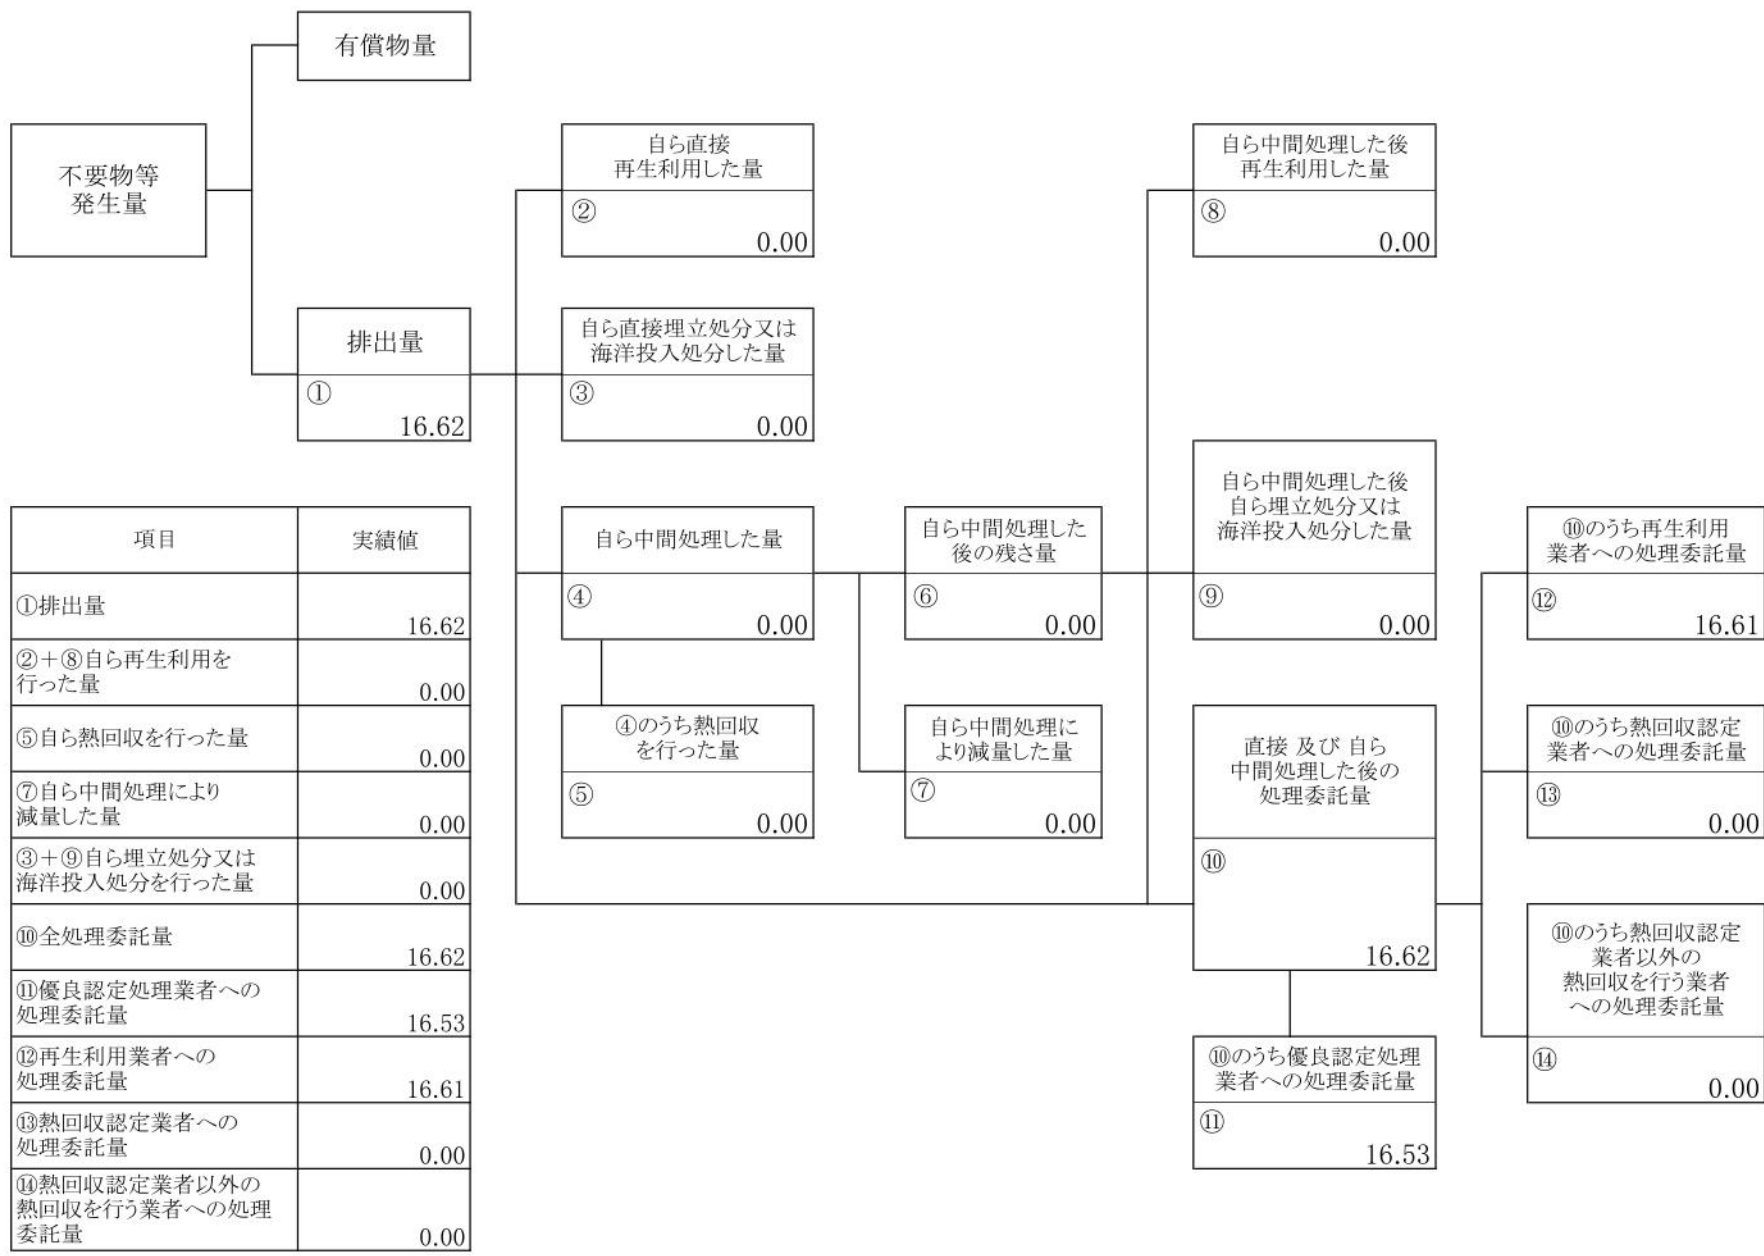 有償物量
不要物等
発生量
排出量
①
16.62
自ら直接
再生利用した量
②
0.00
自ら直接埋立処分又は
海洋投入処分した量
③
0.00
自ら中間処理した量
④
0.00
④のうち熱回収
を行った量
⑤
0.00
自ら中間処理した
後の残さ量
⑥
0.00
自ら中間処理に
より減量した量
⑦
0.00
自ら中間処理した後
再生利用した量
⑧
0.00
自ら中間処理した後
自ら埋立処分又は
海洋投入処分した量
⑨
0.00
直接 及び 自ら
中間処理した後の
処理委託量
⑩
16.62
⑩のうち優良認定処理
業者への処理委託量
⑪
16.53
⑩のうち再生利用
業者への処理委託量
⑫
16.61
⑩のうち熱回収認定
業者への処理委託量
⑬
0.00
⑩のうち熱回収認定
業者以外の
熱回収を行う業者
への処理委託量
⑭
0.00
項目 実績値
①排出量
16.62
②＋⑧自ら再生利用を
行った量
0.00
⑤自ら熱回収を行った量
0.00
⑦自ら中間処理により
減量した量
0.00
③＋⑨自ら埋立処分又は
海洋投入処分を行った量
0.00
⑩全処理委託量
16.62
⑪優良認定処理業者への
処理委託量
16.53
⑫再生利用業者への
処理委託量
16.61
⑬熱回収認定業者への
処理委託量
0.00
⑭熱回収認定業者以外の
熱回収を行う業者への処理
委託量
0.00